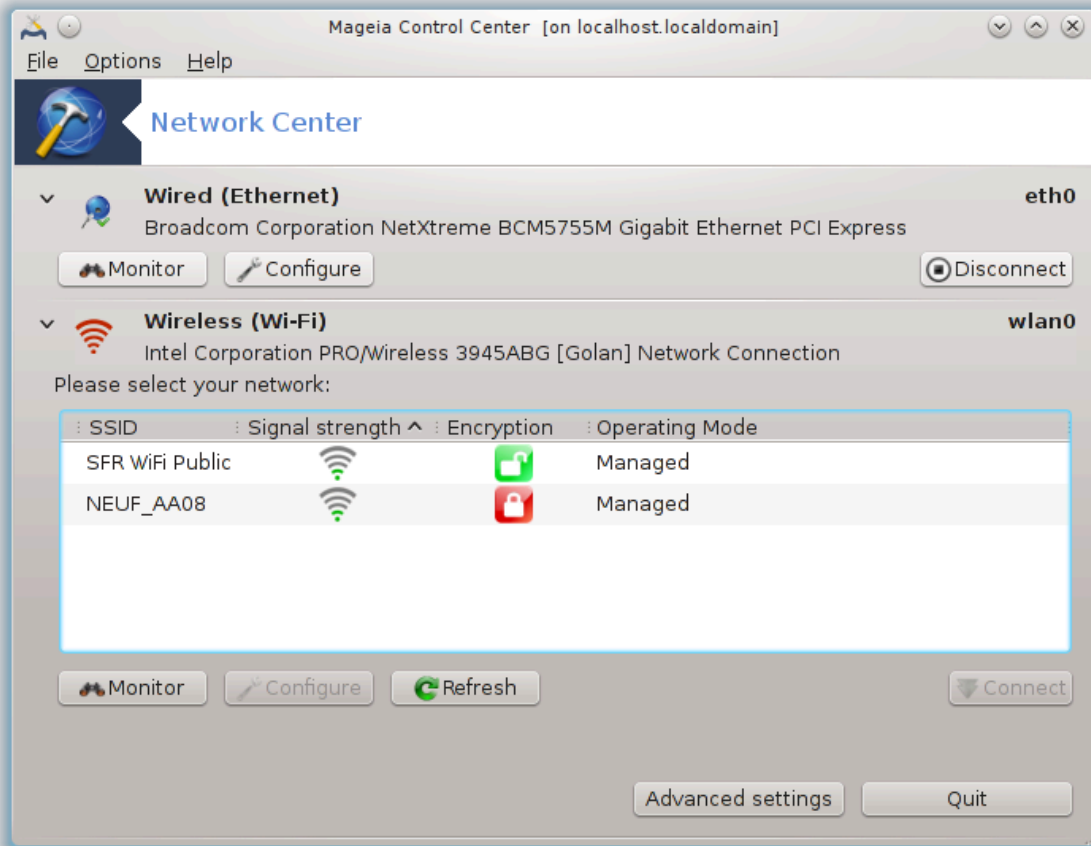 Mageia Control Center [on localhost.localdomain]
File Options Help
Network Center
Wired (Ethernet) eth0
Broadcom Corporation NetXtreme BCM5755M Gigabit Ethernet PCI Express
Monitor Configure Disconnect
Wireless (Wi-Fi) wlan0
Intel Corporation PRO/Wireless 3945ABG [Golan] Network Connection
Please select your network:
SSID Signal strength Encryption Operating Mode
SFR WiFi Public Managed
NEUF_AA08 Managed
Monitor Configure Refresh Connect
Advanced settings Quit